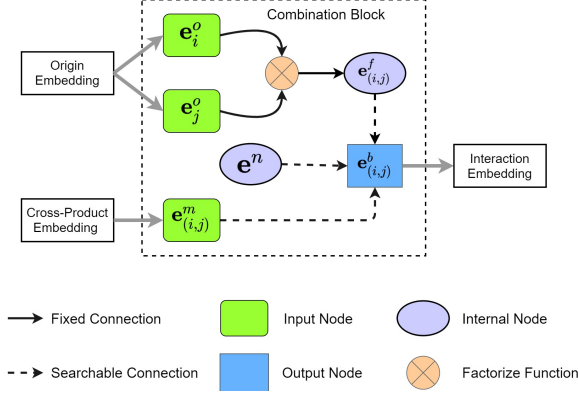 Combination Block
Origin
Embedding
e_i^o
e_j^o
e_{(i,j)}^f
e^n
e_{(i,j)}^b
Interaction
Embedding
Cross-Product
Embedding
e_{(i,j)}^m
Fixed Connection
Input Node
Internal Node
Searchable Connection
Output Node
Factorize Function